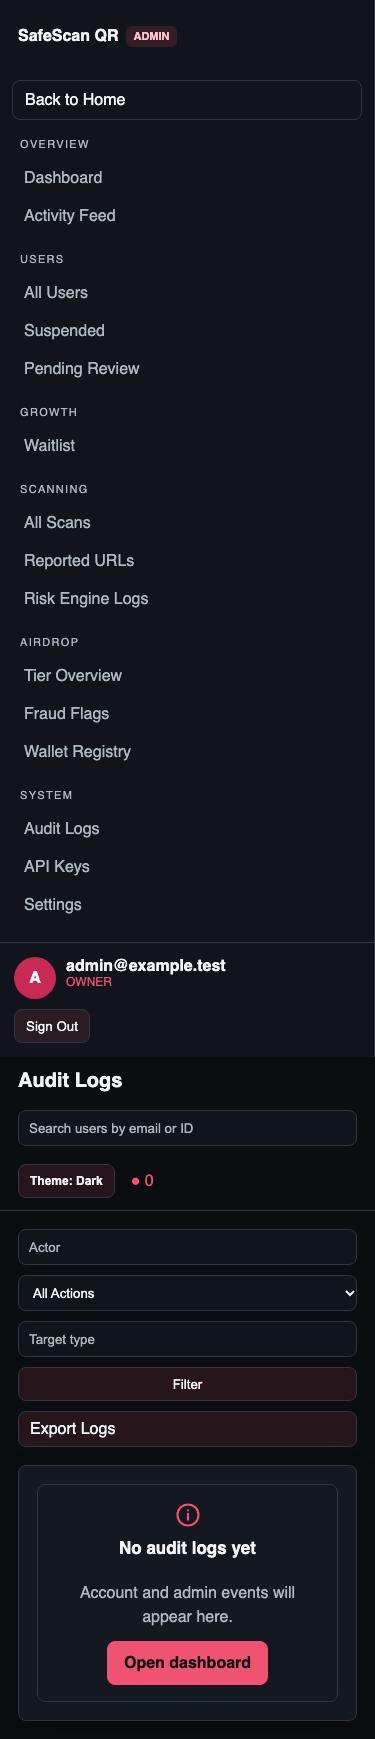 SafeScan QR ADMIN
Back to Home
OVERVIEW
Dashboard
Activity Feed
USERS
All Users
Suspended
Pending Review
GROWTH
Waitlist
SCANNING
All Scans
Reported URLs
Risk Engine Logs
AIRDROP
Tier Overview
Fraud Flags
Wallet Registry
SYSTEM
Audit Logs
API Keys
Settings
A
admin@example.test
OWNER
Sign Out
Audit Logs
Search users by email or ID
Theme: Dark
0
Actor
All Actions
Target type
Filter
Export Logs
No audit logs yet
Account and admin events will
appear here.
Open dashboard